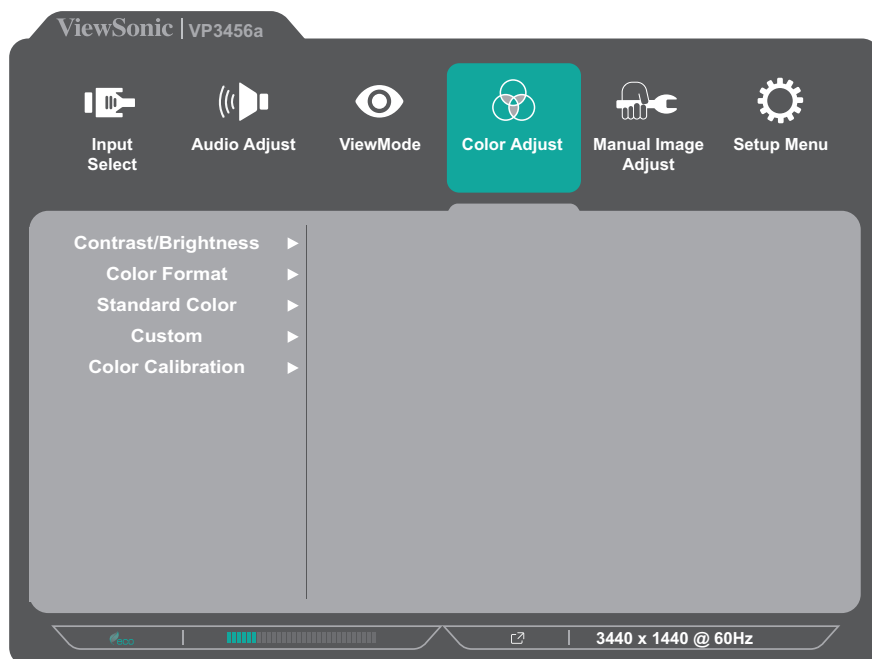 ViewSonic | VP3456a
Input Select
Audio Adjust
ViewMode
Color Adjust
Manual Image Adjust
Setup Menu
Contrast/Brightness
Color Format
Standard Color
Custom
Color Calibration
eco
3440 x 1440 @ 60Hz